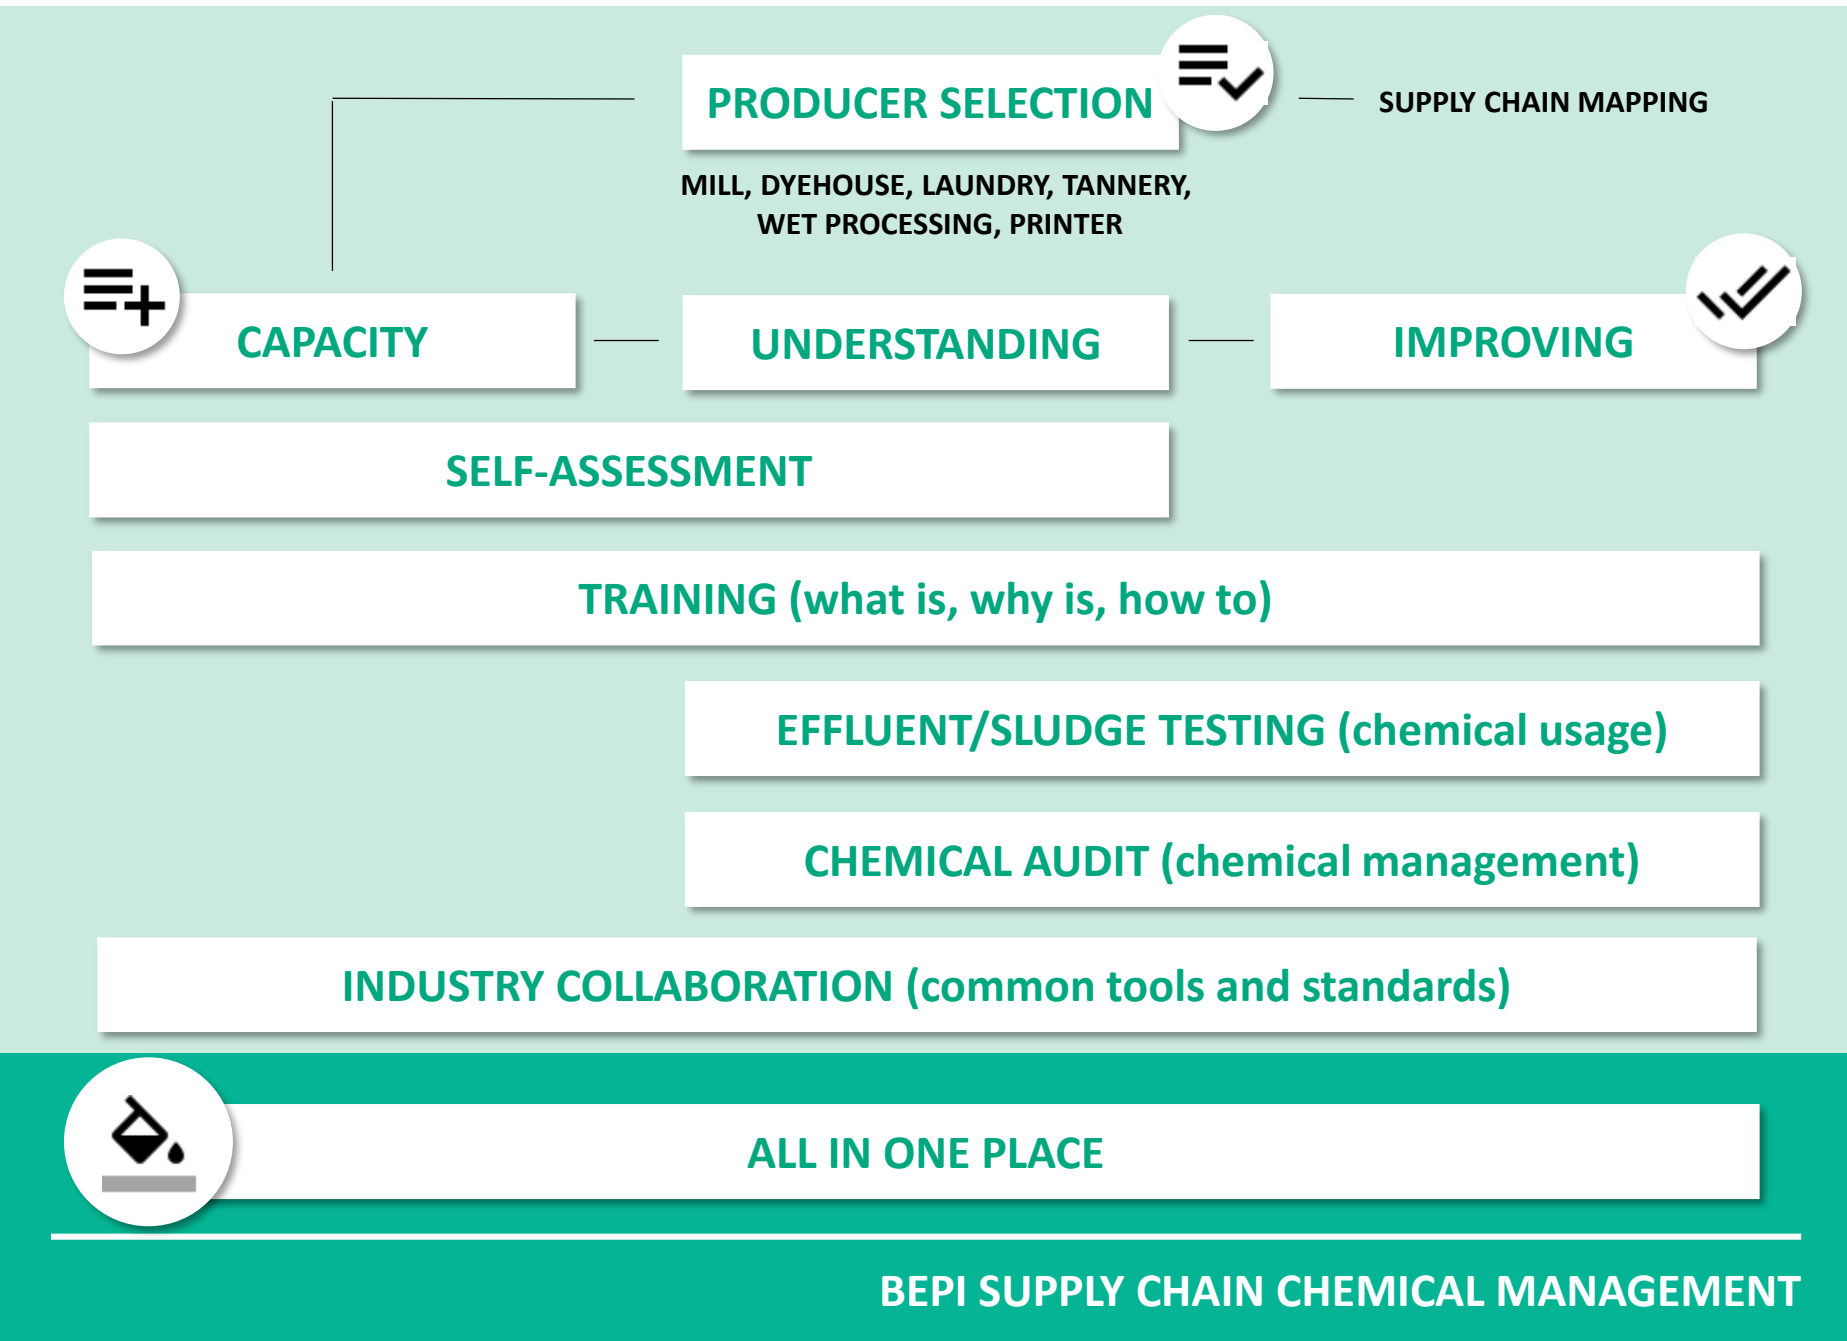 PRODUCER SELECTION
SUPPLY CHAIN MAPPING
MILL, DYEHOUSE, LAUNDRY, TANNERY,
WET PROCESSING, PRINTER
CAPACITY
UNDERSTANDING
IMPROVING
SELF-ASSESSMENT
TRAINING (what is, why is, how to)
EFFLUENT/SLUDGE TESTING (chemical usage)
CHEMICAL AUDIT (chemical management)
INDUSTRY COLLABORATION (common tools and standards)
ALL IN ONE PLACE
BEPI SUPPLY CHAIN CHEMICAL MANAGEMENT